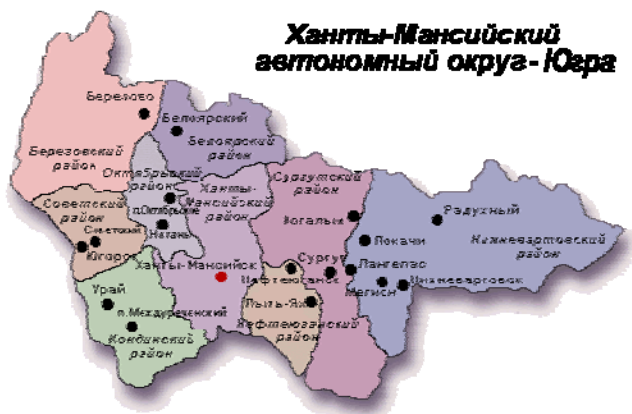 Ханты-Мансийский
автономный округ - Югра
Березово
Березовский
район
Белоярский
Белоярский
район
Октябрьский
район
п.Октябрьское
Нягань
Ханты-
Мансийский
район
Ханты-Мансийск
Советский
район
Советский
Югорск
Урай
п.Междуреченский
Кондинский
район
Сургутский
район
Когалым
Сургут
Нефтеюганск
Пыть-Ях
Нефтеюганский
район
Радужный
Покачи
Нижневартовский
район
Лангепас
Мегион
Нижневартовск